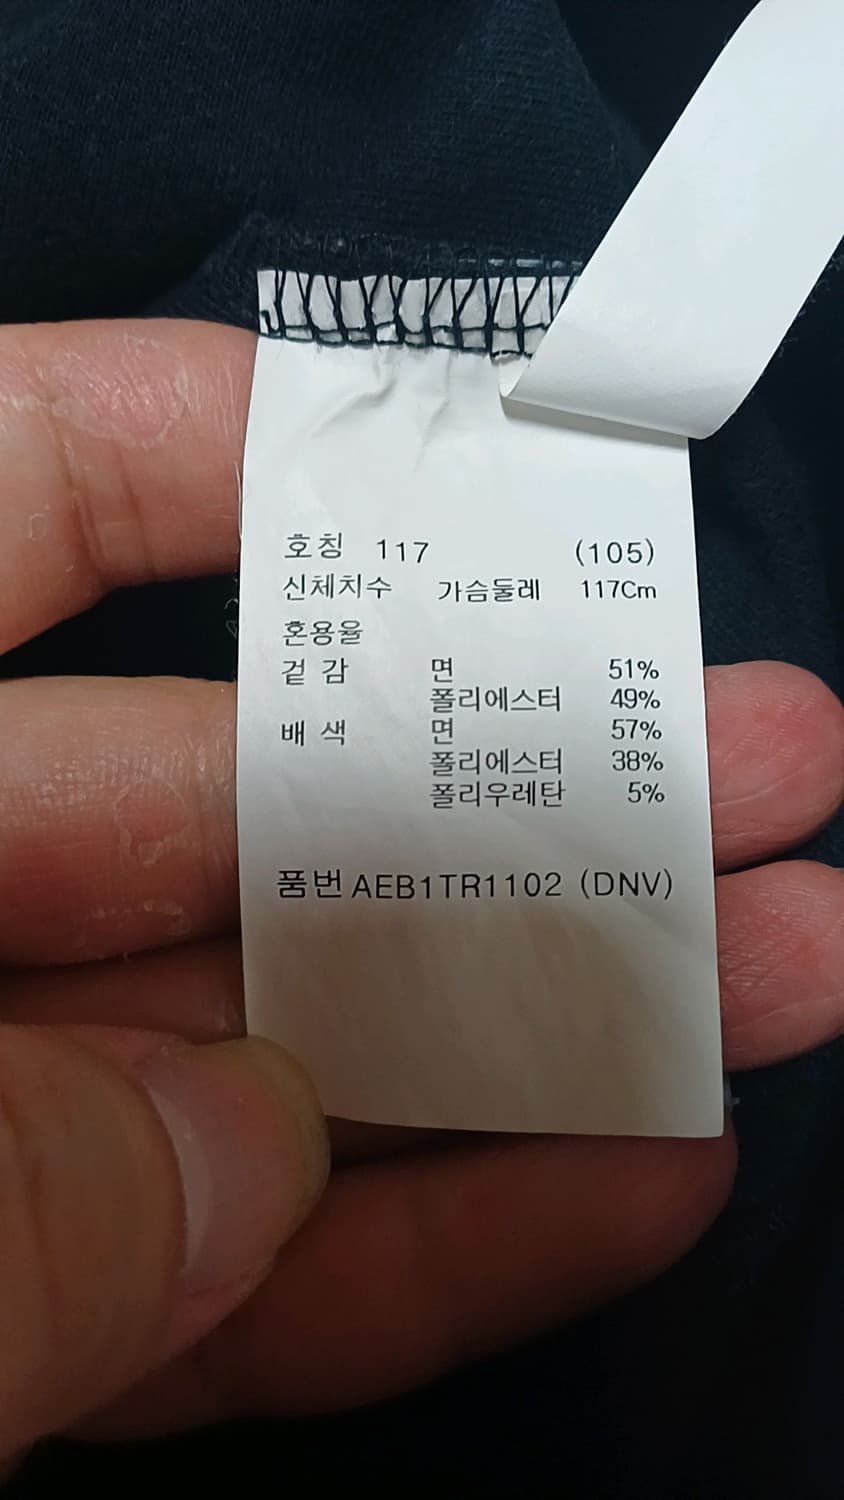 호칭 117 (105)
신체치수 가슴둘레 117Cm
혼용율
겉 감 면 51%
폴리에스터 49%
배 색 면 57%
폴리에스터 38%
폴리우레탄 5%
품번 AEB1TR1102 (DNV)